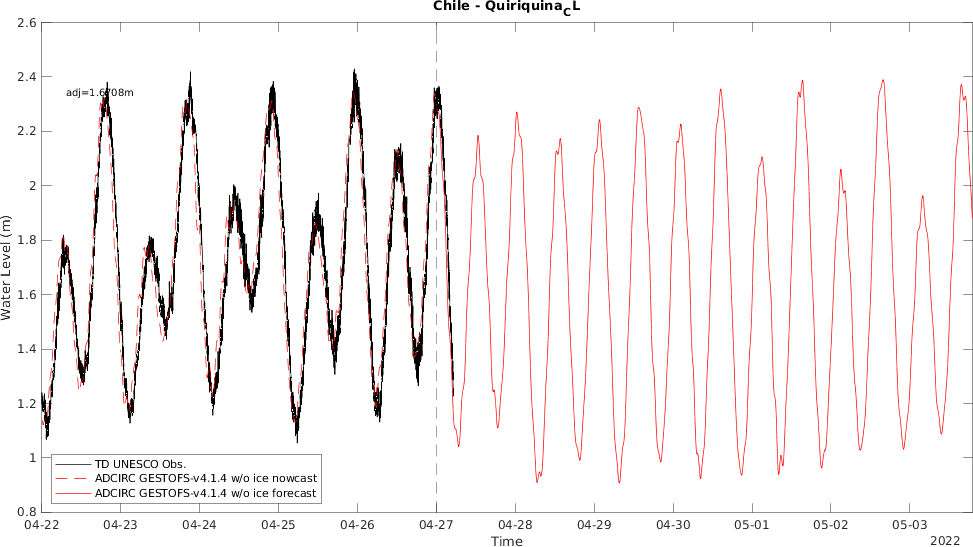 Chile - Quiriquina_CL
2.6
2.4
adj=1.6708m
2.2
2
1.8
1.6
1.4
1.2
1
0.8
Water Level (m)
TD UNESCO Obs.
ADCIRC GESTOFS-v4.1.4 w/o ice nowcast
ADCIRC GESTOFS-v4.1.4 w/o ice forecast
04-22 04-23 04-24 04-25 04-26 04-27 04-28 04-29 04-30 05-01 05-02 05-03
Time
2022